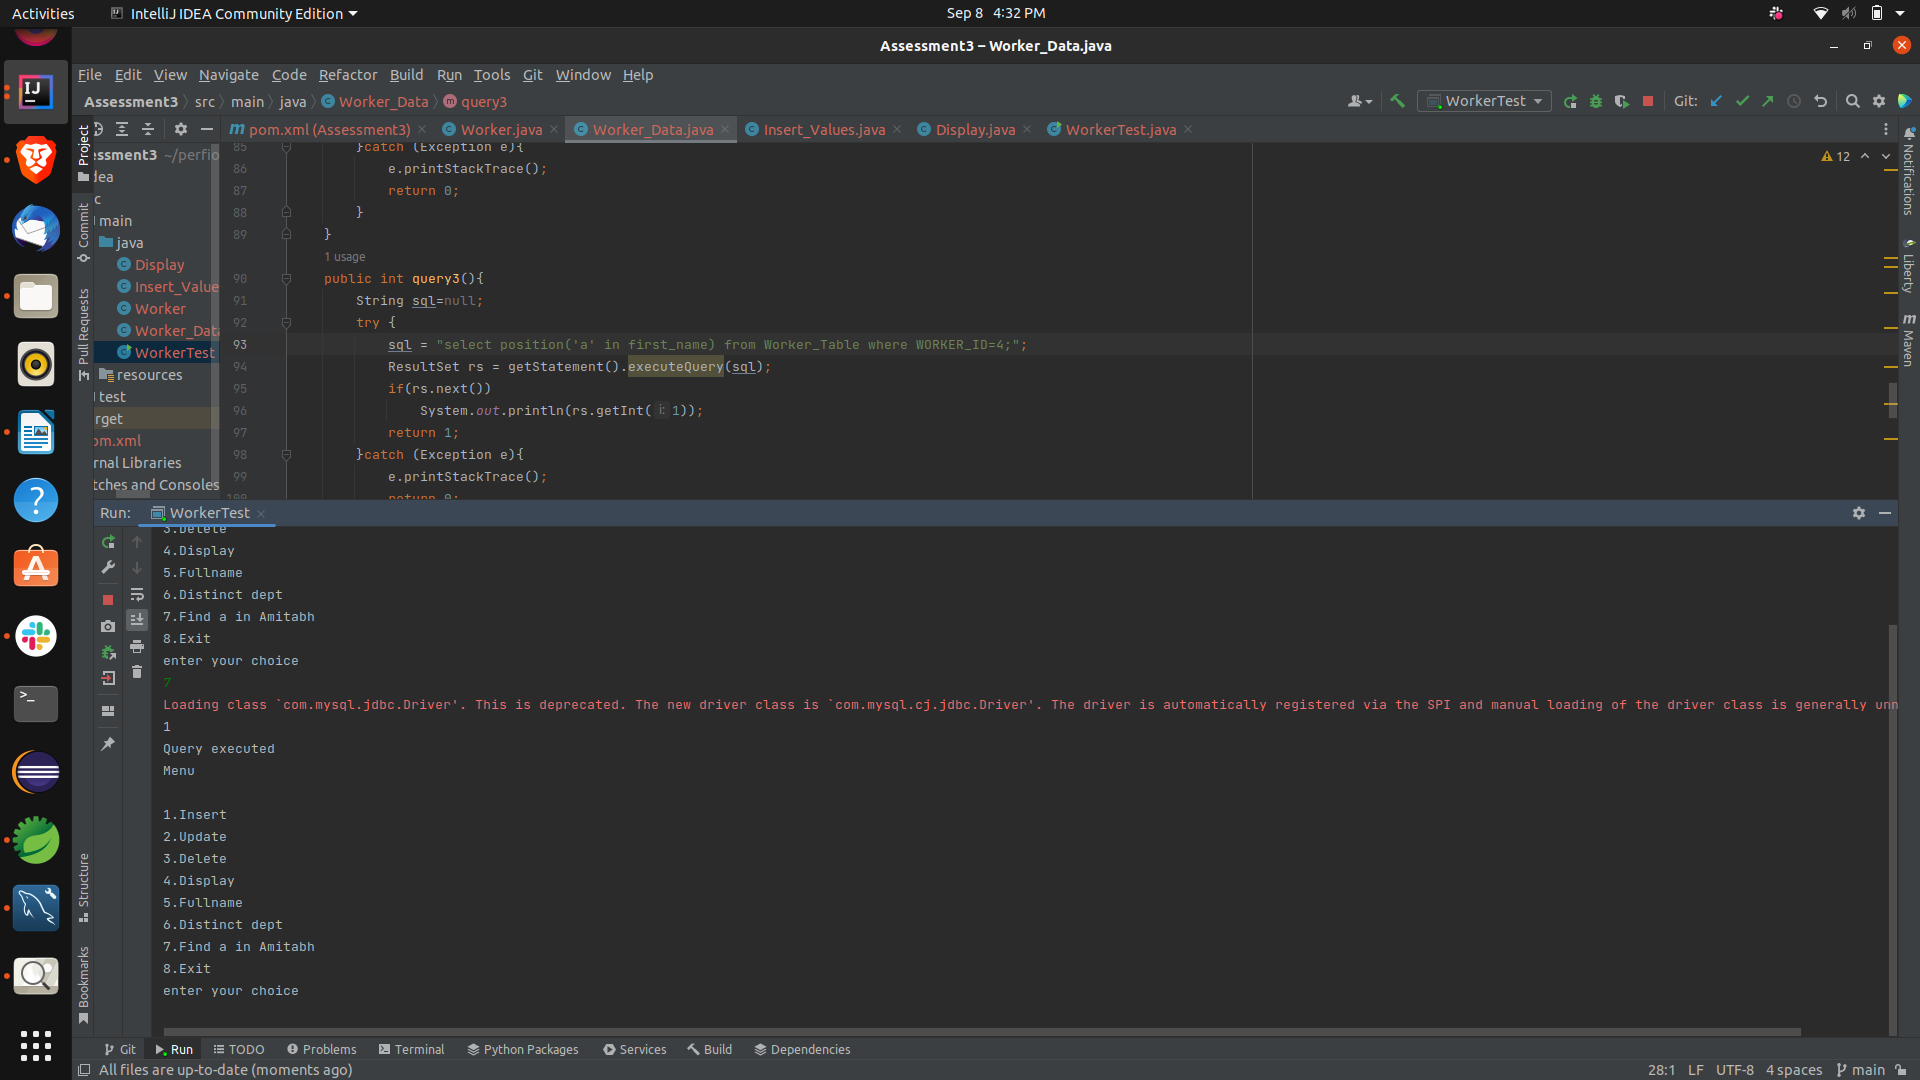 Activities IntelliJ IDEA Community Edition Sep 8 4:32 PM
Assessment3 – Worker_Data.java
File Edit View Navigate Code Refactor Build Run Tools Git Window Help
Assessment3 src main java Worker_Data query3 WorkerTest Git:
pom.xml (Assessment3) Worker.java Worker_Data.java Insert_Values.java Display.java WorkerTest.java
Project
Commit
Pull Requests
Structure
Bookmarks
essment3 ~/perfio
dea
c
main
java
Display
Insert_Value
Worker
Worker_Data
WorkerTest
resources
test
rget
om.xml
rnal Libraries
tches and Consoles
12
85 }catch (Exception e){
86 e.printStackTrace();
87 return 0;
88 }
89 }
1 usage
90 public int query3(){
91 String sql=null;
92 try {
93 sql = "select position('a' in first_name) from Worker_Table where WORKER_ID=4;";
94 ResultSet rs = getStatement().executeQuery(sql);
95 if(rs.next())
96 System.out.println(rs.getInt( i: 1));
97 return 1;
98 }catch (Exception e){
99 e.printStackTrace();
100 return 0;
Notifications
Liberty
Maven
Run: WorkerTest
3.Delete
4.Display
5.Fullname
6.Distinct dept
7.Find a in Amitabh
8.Exit
enter your choice
7
Loading class `com.mysql.jdbc.Driver'. This is deprecated. The new driver class is `com.mysql.cj.jdbc.Driver'. The driver is automatically registered via the SPI and manual loading of the driver class is generally unn
1
Query executed
Menu
1.Insert
2.Update
3.Delete
4.Display
5.Fullname
6.Distinct dept
7.Find a in Amitabh
8.Exit
enter your choice
Git Run TODO Problems Terminal Python Packages Services Build Dependencies
All files are up-to-date (moments ago) 28:1 LF UTF-8 4 spaces main